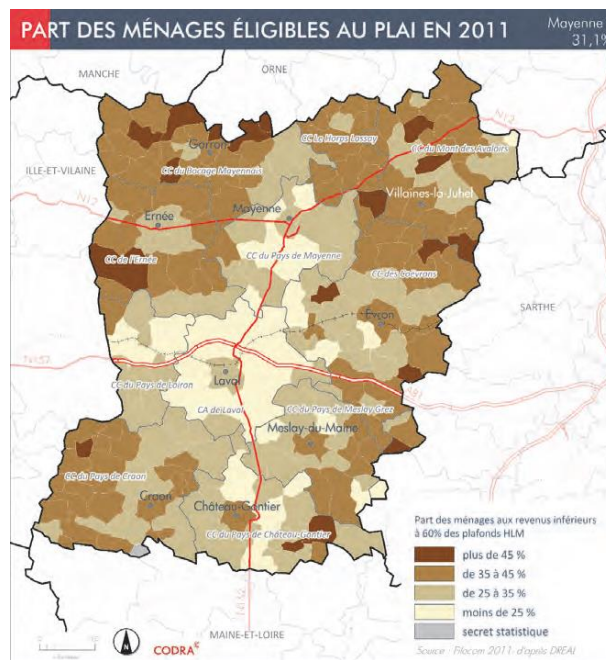 PART DES MÉNAGES ÉLIGIBLES AU PLAI EN 2011
Mayenne
31,1%
ORNE
MANCHE
N12
CC Le Horps Lassay
Gorron
CC du Mont des Avaloirs
CC du Bocage Mayennais
ILLE-ET-VILAINE
N12
Villaines-la-Juhel
Mayenne
Ernée
CC du Pays de Mayenne
CC de l'Ernée
CC des Coëvrons
SARTHE
Evron
N157
Laval
CC du Pays de Loiron
A81
CA de Laval
CC du Pays de Meslay Grez
Meslay-du-Maine
CC du Pays de Craon
Craon
Château-Gontier
CC du Pays de Château-Gontier
Part des ménages aux revenus inférieurs
à 60% des plafonds HLM
plus de 45 %
de 35 à 45 %
de 25 à 35 %
moins de 25 %
secret statistique
N162
MAINE-ET-LOIRE
N
CODRA
Source : Filocom 2011- d'après DREAL